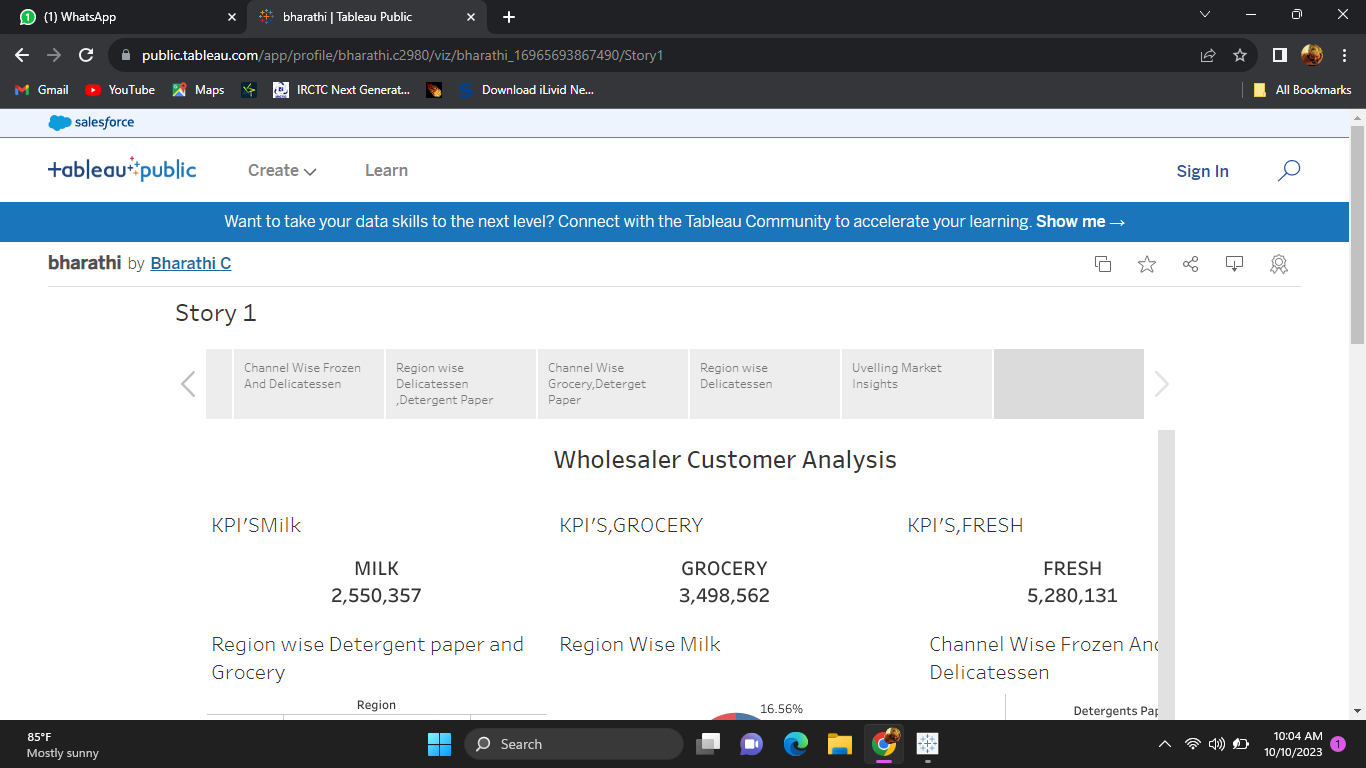 (1) WhatsApp
bharathi | Tableau Public
public.tableau.com/app/profile/bharathi.c2980/viz/bharathi_16965693867490/Story1
Gmail
YouTube
Maps
IRCTC Next Generat...
Download iLivid Ne...
All Bookmarks
salesforce
+ableau+public
Create
Learn
Sign In
Want to take your data skills to the next level? Connect with the Tableau Community to accelerate your learning. Show me →
bharathi by Bharathi C
Story 1
Channel Wise Frozen
And Delicatessen
Region wise
Delicatessen
,Detergent Paper
Channel Wise
Grocery,Deterget
Paper
Region wise
Delicatessen
Uvelling Market
Insights
Wholesaler Customer Analysis
KPI'SMilk
KPI'S,GROCERY
KPI'S,FRESH
MILK
2,550,357
GROCERY
3,498,562
FRESH
5,280,131
Region wise Detergent paper and
Grocery
Region Wise Milk
Channel Wise Frozen And
Delicatessen
Region
16.56%
Detergents Pap
85°F
Mostly sunny
Search
10:04 AM
10/10/2023
1